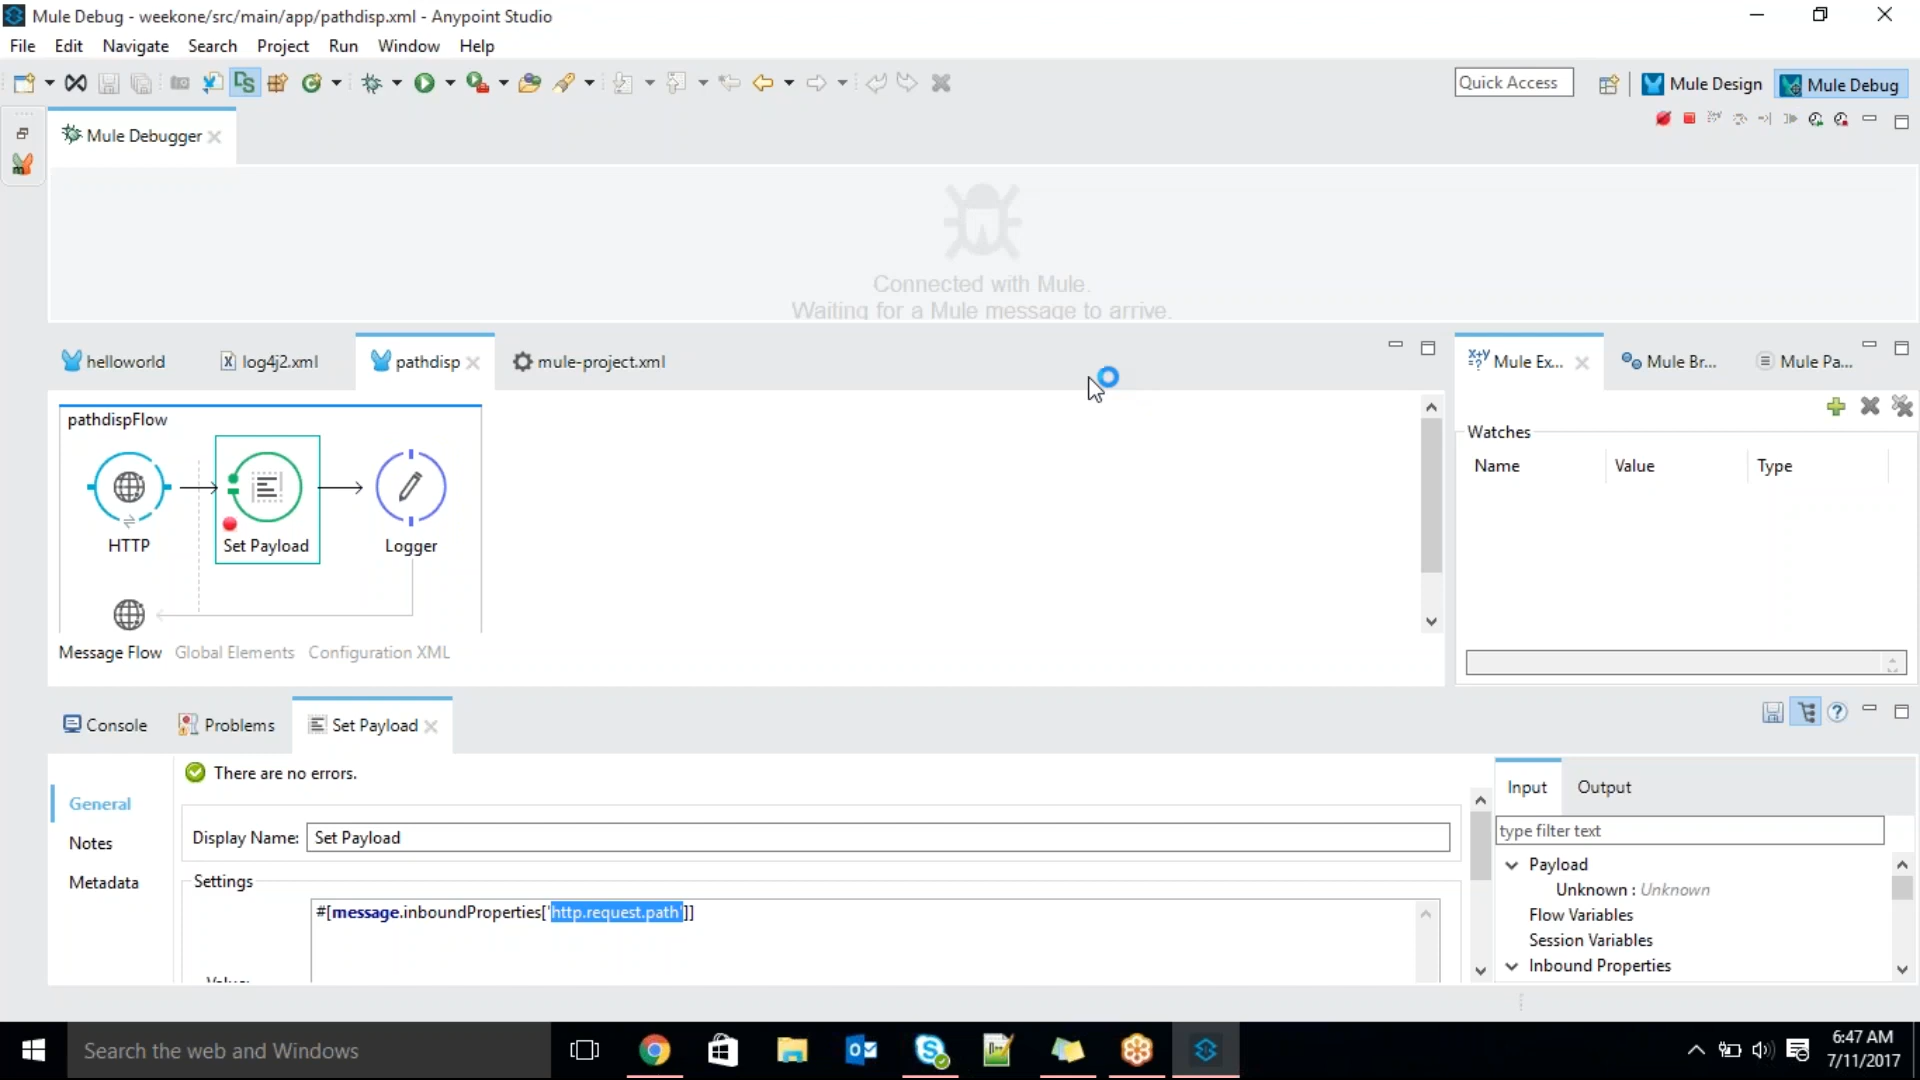 Mule Debug - weekone/src/main/app/pathdisp.xml - Anypoint Studio
File Edit Navigate Search Project Run Window Help
Quick Access
Mule Design
Mule Debug
Mule Debugger
Connected with Mule.
Waiting for a Mule message to arrive.
helloworld
log4j2.xml
pathdisp
mule-project.xml
Mule Ex...
Mule Br...
Mule Pa...
pathdispFlow
HTTP
Set Payload
Logger
Message Flow Global Elements Configuration XML
Watches
Name Value Type
Console
Problems
Set Payload
There are no errors.
General
Notes
Metadata
Display Name: Set Payload
Settings
#[message.inboundProperties['http.request.path']]
Value:
Input Output
type filter text
Payload
Unknown : Unknown
Flow Variables
Session Variables
Inbound Properties
Search the web and Windows
6:47 AM
7/11/2017